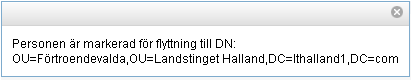 Personen är markerad för flyttning till DN:
OU=Förtroendevalda,OU=Landstinget Halland,DC=lthalland1,DC=com